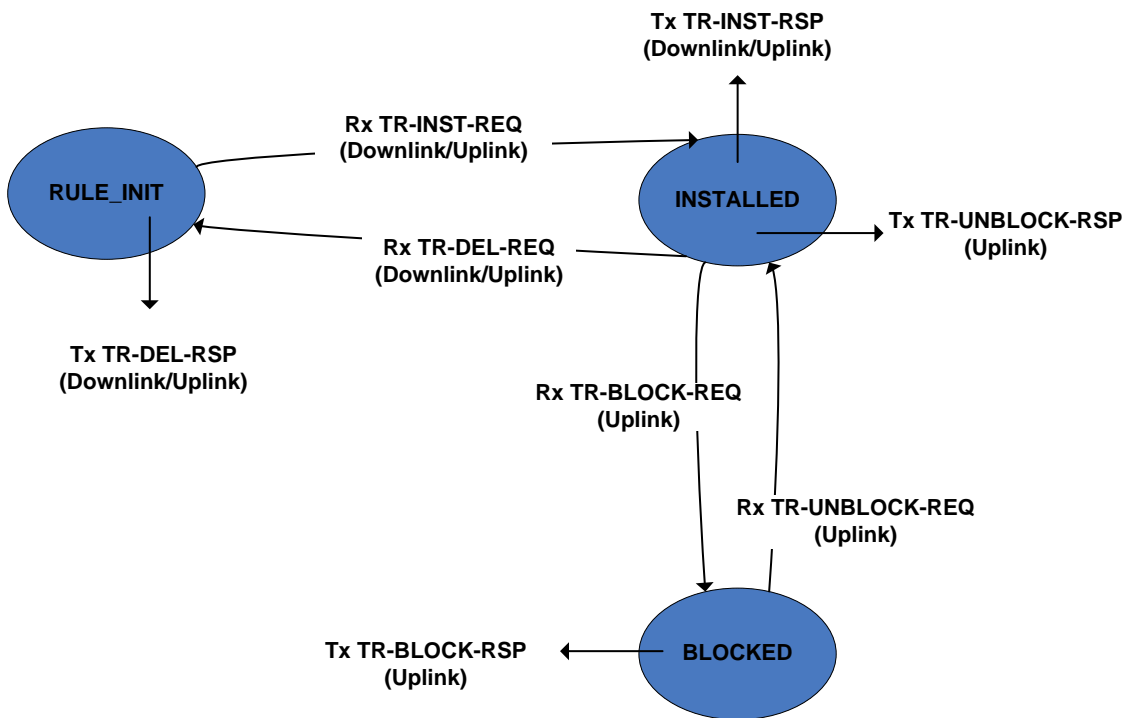 Tx TR-INST-RSP
(Downlink/Uplink)
Rx TR-INST-REQ
(Downlink/Uplink)
RULE_INIT
INSTALLED
Tx TR-UNBLOCK-RSP
(Uplink)
Rx TR-DEL-REQ
(Downlink/Uplink)
Tx TR-DEL-RSP
(Downlink/Uplink)
Rx TR-BLOCK-REQ
(Uplink)
Rx TR-UNBLOCK-REQ
(Uplink)
Tx TR-BLOCK-RSP
(Uplink)
BLOCKED